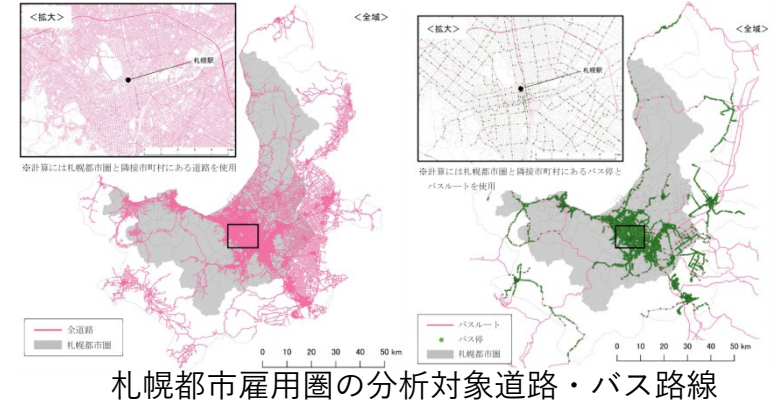 <拡大>
<全域>
札幌駅
※計算には札幌都市圏と隣接市町村にある道路を使用
全道路
札幌都市圏
0 10 20 30 40 50 km
<拡大>
<全域>
札幌駅
※計算には札幌都市圏と隣接市町村にあるバス停と
バスルートを使用
バスルート
バス停
札幌都市圏
0 10 20 30 40 50 km
札幌都市雇用圏の分析対象道路・バス路線